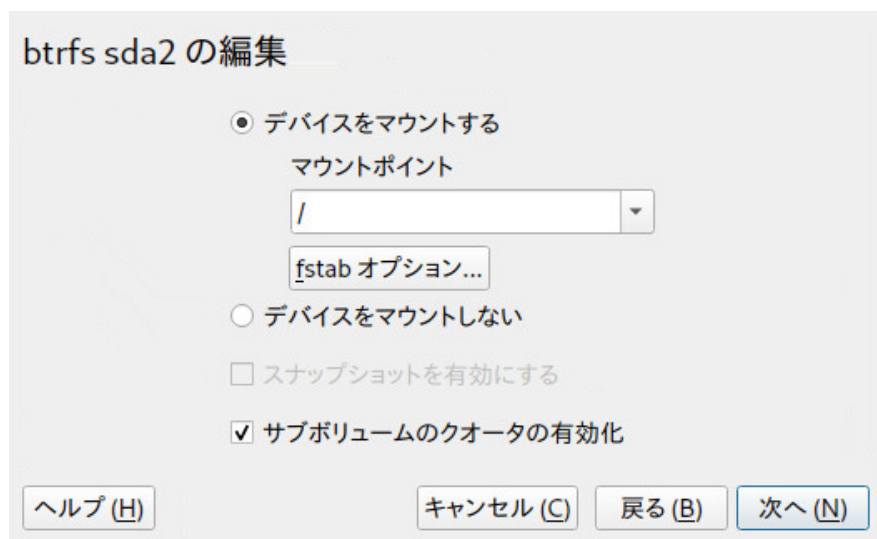 btrfs sda2 の編集
デバイスをマウントする
マウントポイント
/
fstab オプション...
デバイスをマウントしない
スナップショットを有効にする
サブボリュームのクオータの有効化
ヘルプ (H) キャンセル (C) 戻る (B) 次へ (N)